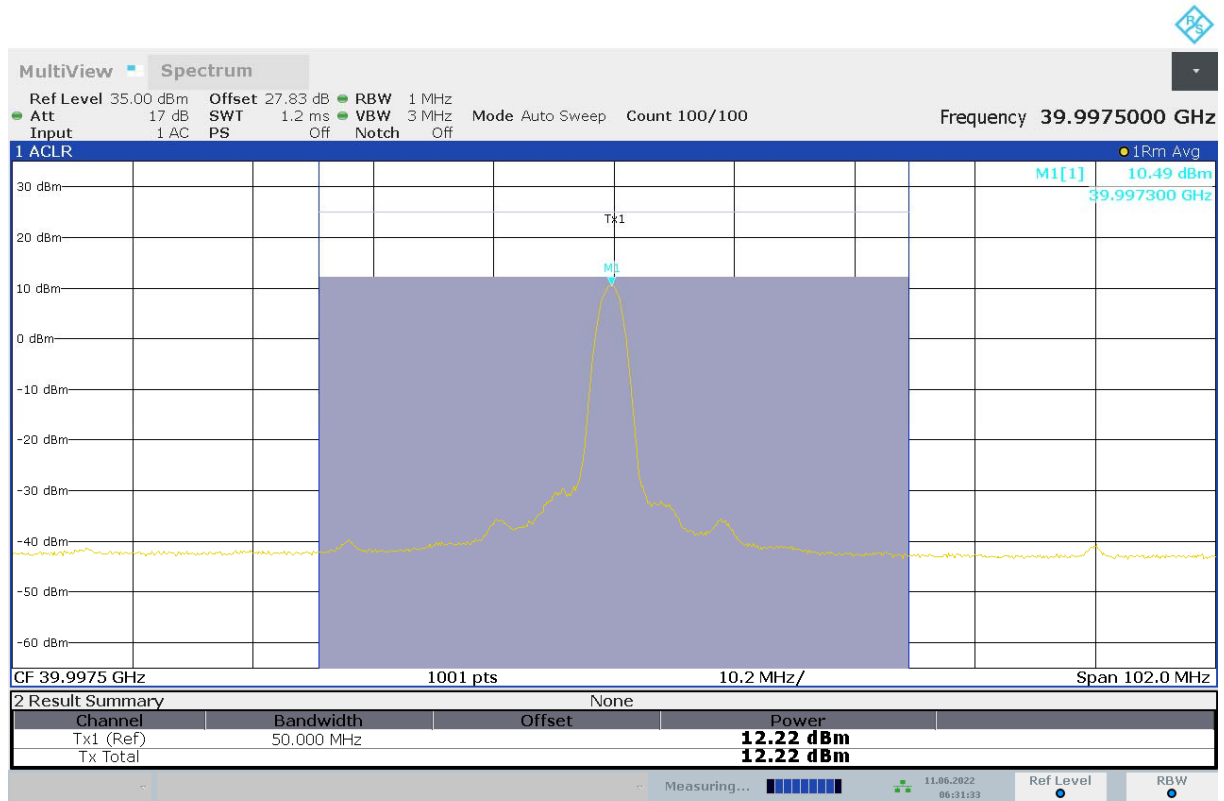 R S
MultiView Spectrum
Ref Level 35.00 dBm Offset 27.83 dB RBW 1 MHz
Att 17 dB SWT 1.2 ms VBW 3 MHz Mode Auto Sweep Count 100/100 Frequency 39.9975000 GHz
Input 1 AC PS Off Notch Off
1 ACLR 1Rm Avg
M1[1] 10.49 dBm
39.997300 GHz
30 dBm
Tx1
20 dBm
M1
10 dBm
0 dBm
-10 dBm
-20 dBm
-30 dBm
-40 dBm
-50 dBm
-60 dBm
CF 39.9975 GHz 1001 pts 10.2 MHz/ Span 102.0 MHz
2 Result Summary None
Channel Bandwidth Offset Power
Tx1 (Ref) 50.000 MHz 12.22 dBm
Tx Total 12.22 dBm
Measuring... 11.06.2022 Ref Level RBW
06:31:33